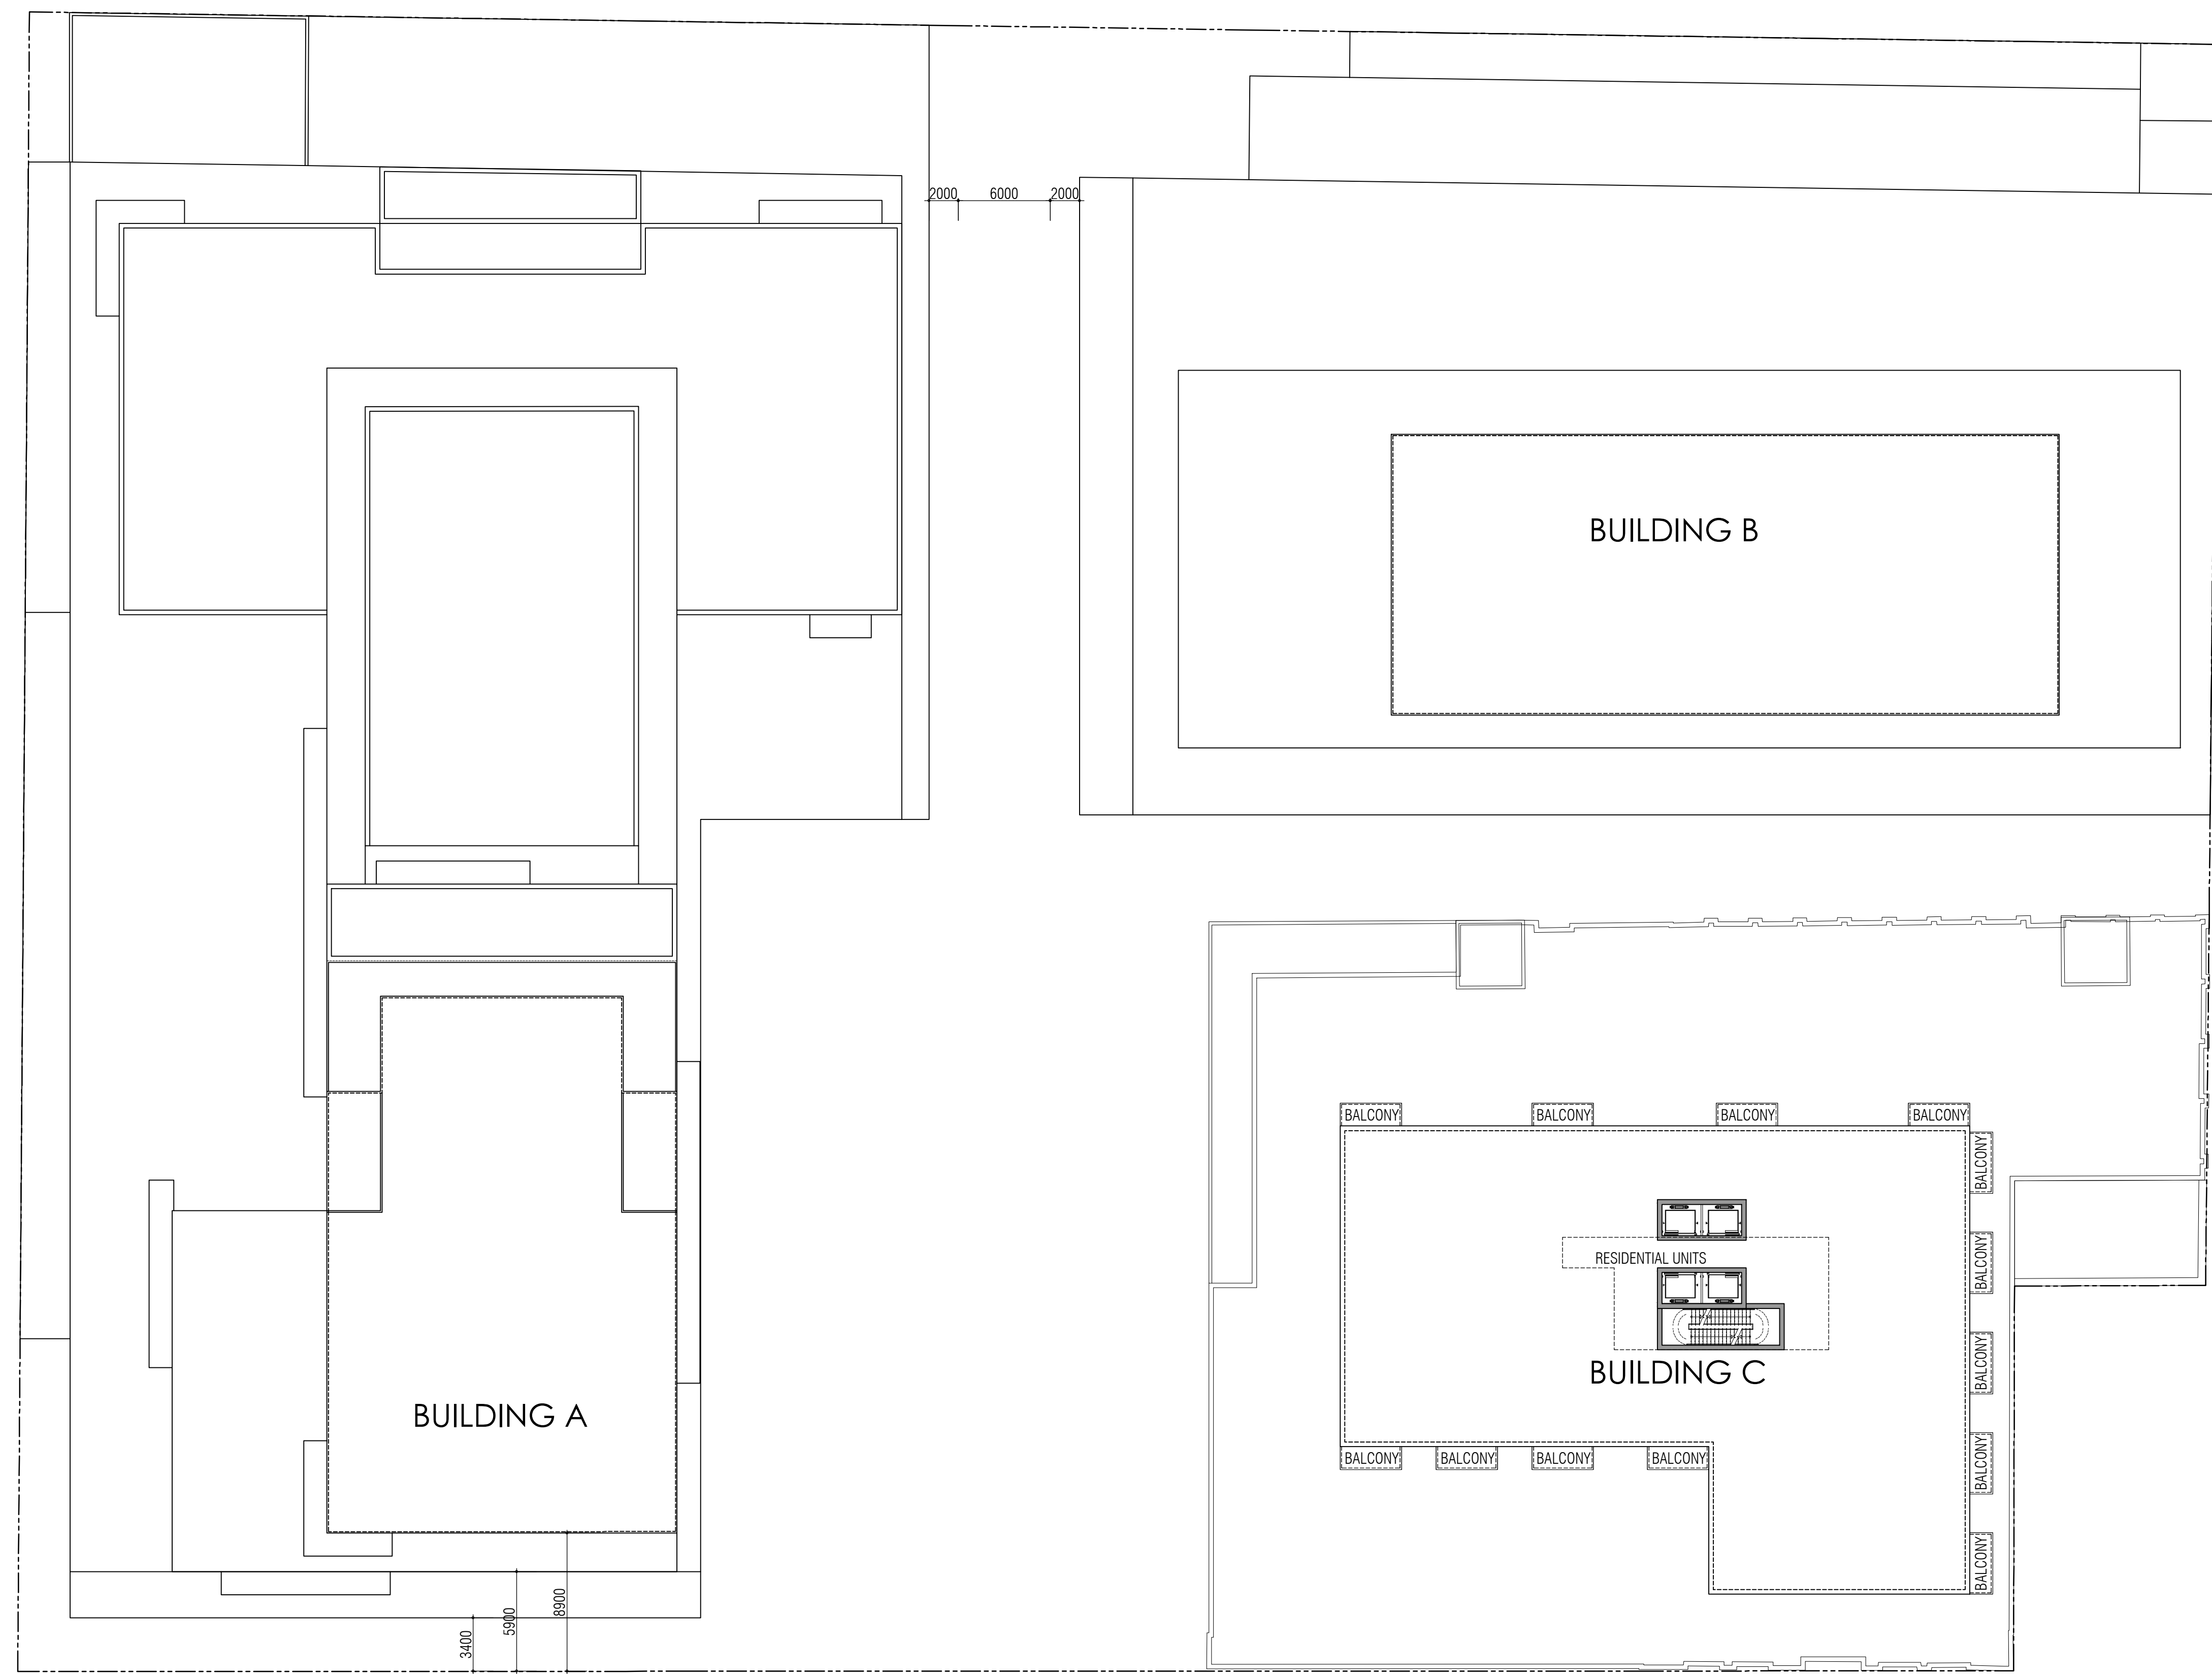 2000 6000 2000
BUILDING B
BALCONY BALCONY BALCONY BALCONY
BALCONY
BALCONY
RESIDENTIAL UNITS
BALCONY
BUILDING C
BUILDING A
BALCONY BALCONY BALCONY BALCONY
BALCONY
BALCONY
3400
5900
8900